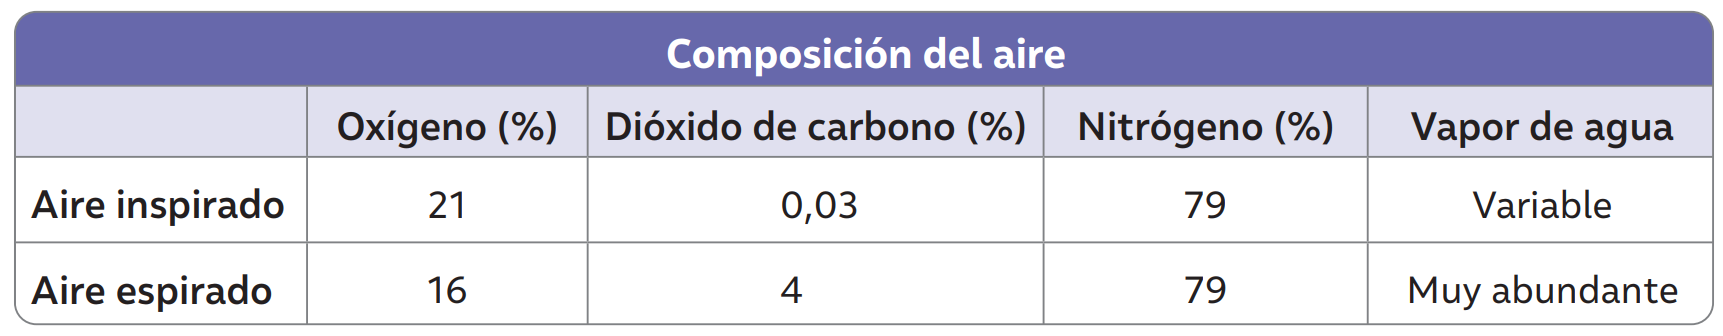 Composición del aire
Oxígeno (%) Dióxido de carbono (%) Nitrógeno (%) Vapor de agua
Aire inspirado 21 0,03 79 Variable
Aire espirado 16 4 79 Muy abundante